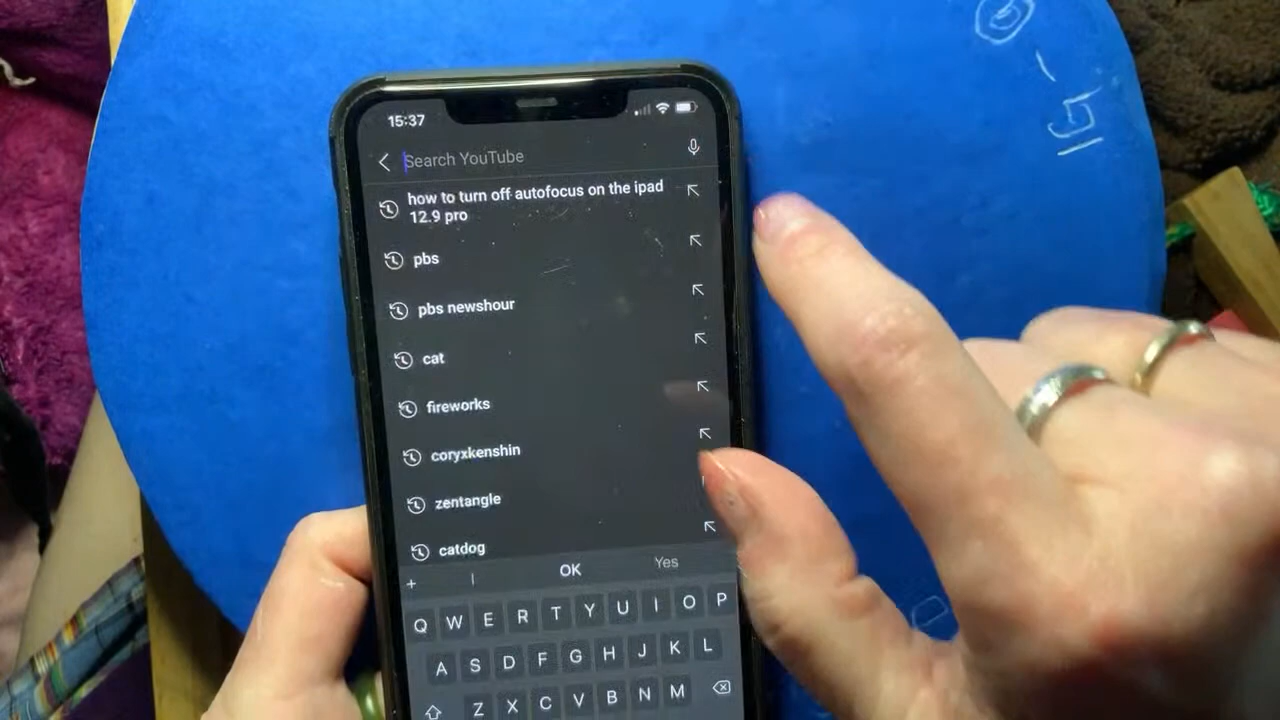 15:37
Search YouTube
how to turn off autofocus on the ipad
12.9 pro
pbs
pbs newshour
cat
fireworks
coryxkenshin
zentangle
catdog
+ I OK Yes
Q W E R T Y U I O P
A S D F G H J K L
Z X C V B N M